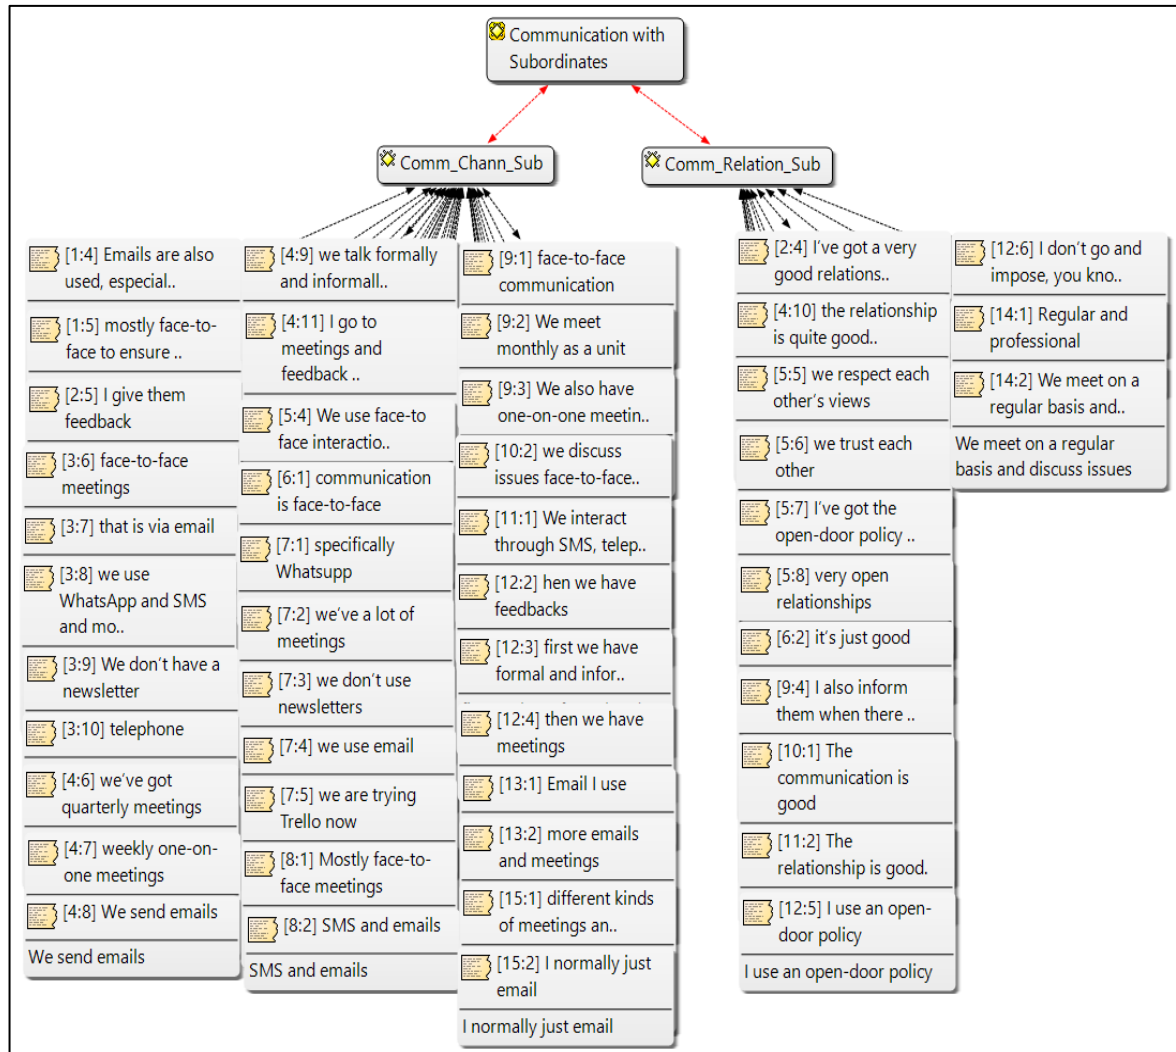 Communication with
Subordinates
Comm_Chann_Sub
Comm_Relation_Sub
[1:4] Emails are also
used, especial..
[1:5] mostly face-to-
face to ensure ..
[2:5] I give them
feedback
[3:6] face-to-face
meetings
[3:7] that is via email
[3:8] we use
WhatsApp and SMS
and mo..
[3:9] We don't have a
newsletter
[3:10] telephone
[4:6] we've got
quarterly meetings
[4:7] weekly one-on-
one meetings
[4:8] We send emails
We send emails
[4:9] we talk formally
and informall..
[4:11] I go to
meetings and
feedback ..
[5:4] We use face-to
face interactio..
[6:1] communication
is face-to-face
[7:1] specifically
Whatsupp
[7:2] we've a lot of
meetings
[7:3] we don't use
newsletters
[7:4] we use email
[7:5] we are trying
Trello now
[8:1] Mostly face-to-
face meetings
[8:2] SMS and emails
SMS and emails
[9:1] face-to-face
communication
[9:2] We meet
monthly as a unit
[9:3] We also have
one-on-one meetin..
[10:2] we discuss
issues face-to-face..
[11:1] We interact
through SMS, telep..
[12:2] hen we have
feedbacks
[12:3] first we have
formal and infor..
[12:4] then we have
meetings
[13:1] Email I use
[13:2] more emails
and meetings
[15:1] different kinds
of meetings an..
[15:2] I normally just
email
I normally just email
[2:4] I've got a very
good relations..
[4:10] the relationship
is quite good..
[5:5] we respect each
other's views
[5:6] we trust each
other
[5:7] I've got the
open-door policy ..
[5:8] very open
relationships
[6:2] it's just good
[9:4] I also inform
them when there ..
[10:1] The
communication is
good
[11:2] The
relationship is good.
[12:5] I use an open-
door policy
I use an open-door policy
[12:6] I don't go and
impose, you kno..
[14:1] Regular and
professional
[14:2] We meet on a
regular basis and..
We meet on a regular
basis and discuss issues